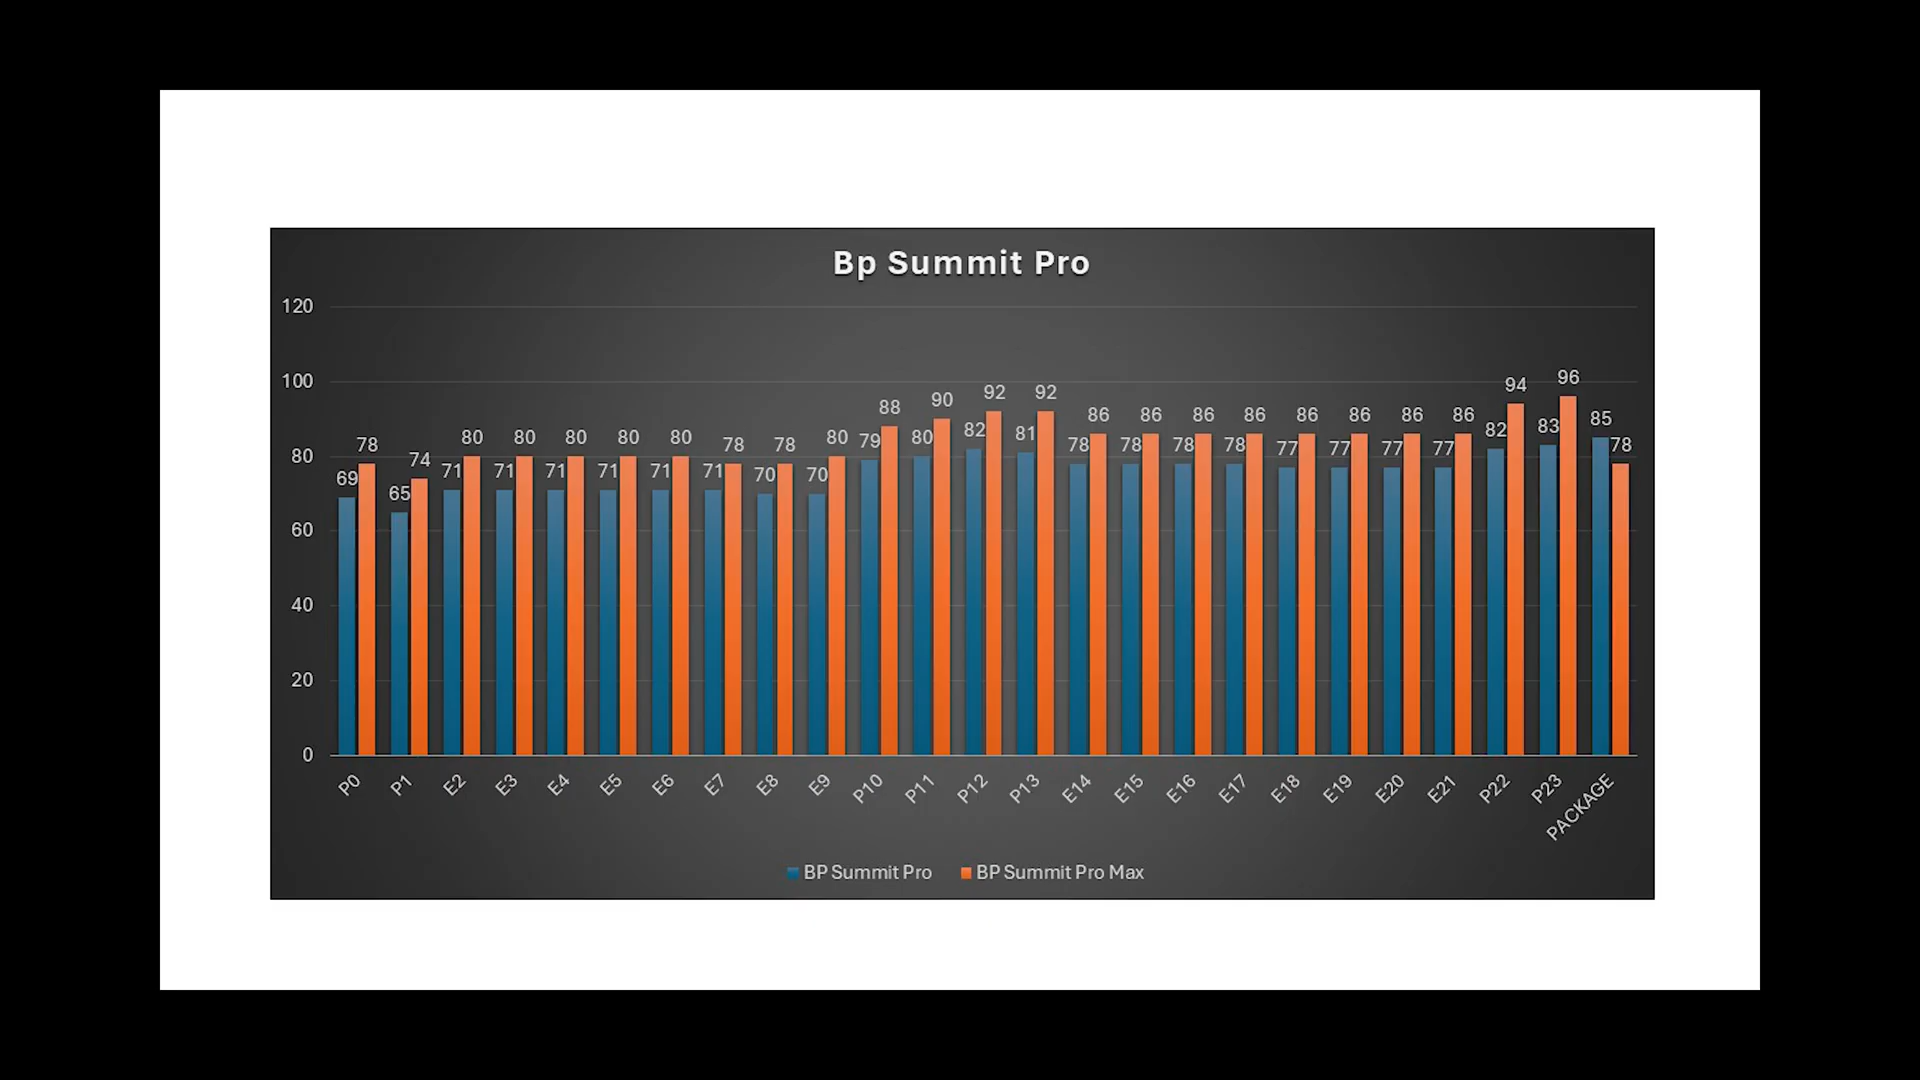 Bp Summit Pro
120
100
80
60
40
20
0
69 78 65 74 71 80 71 80 71 80 71 80 71 80 71 78 70 78 70 80 79 88 80 90 82 92 81 92 78 86 78 86 78 86 78 86 77 86 77 86 77 86 77 86 82 94 83 96 85 78
P0 P1 E2 E3 E4 E5 E6 E7 E8 E9 P10 P11 P12 P13 E14 E15 E16 E17 E18 E19 E20 E21 P22 P23 PACKAGE
BP Summit Pro BP Summit Pro Max